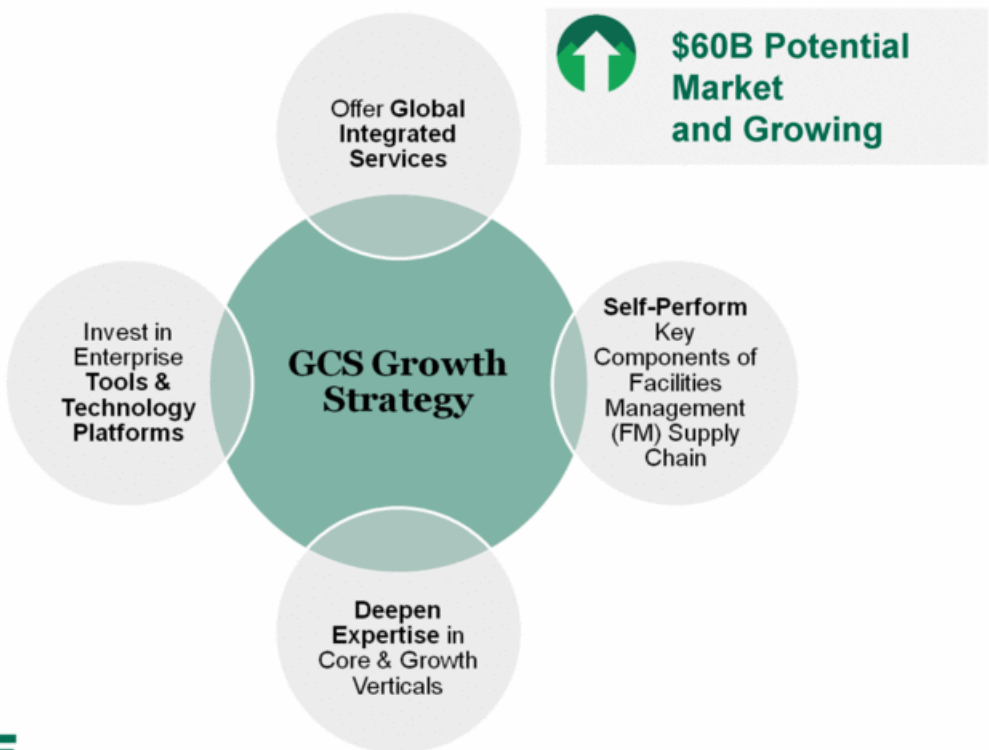 Offer Global
Integrated
Services
$60B Potential
Market
and Growing
Invest in
Enterprise
Tools &
Technology
Platforms
GCS Growth
Strategy
Self-Perform
Key
Components of
Facilities
Management
(FM) Supply
Chain
Deepen
Expertise in
Core & Growth
Verticals